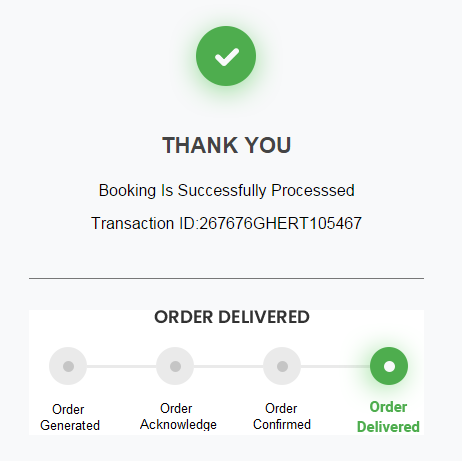 THANK YOU
Booking Is Successfully Processsed
Transaction ID:267676GHERT105467
ORDER DELIVERED
Order Generated
Order Acknowledge
Order Confirmed
Order Delivered